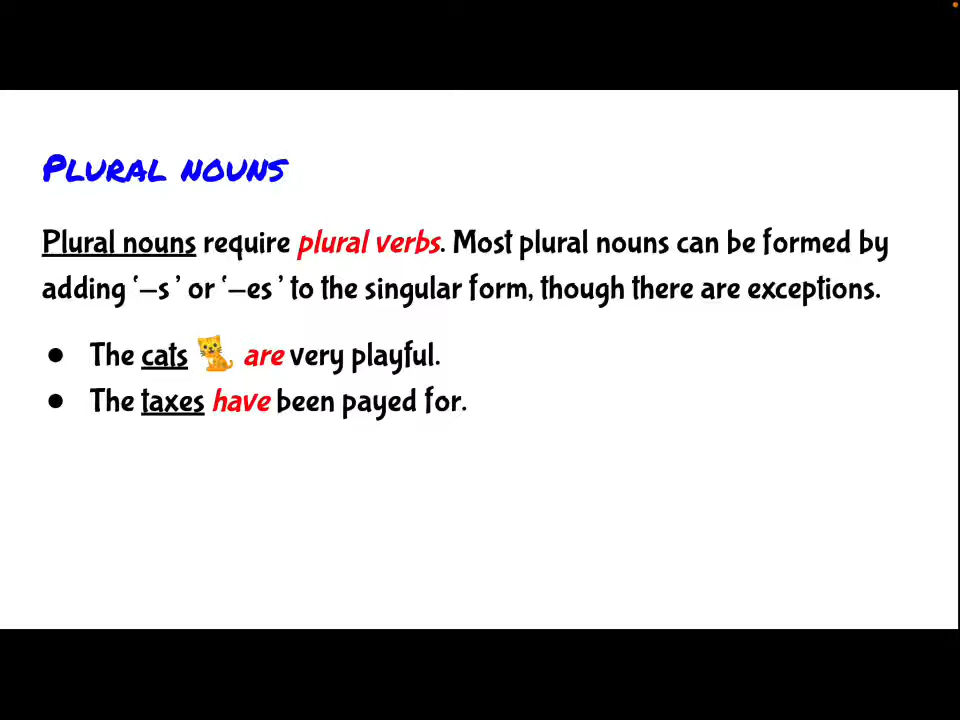 Plural nouns
Plural nouns require plural verbs. Most plural nouns can be formed by
adding ‘–s ’ or ‘–es ’ to the singular form, though there are exceptions.
● The cats 🐈 are very playful.
● The taxes have been payed for.